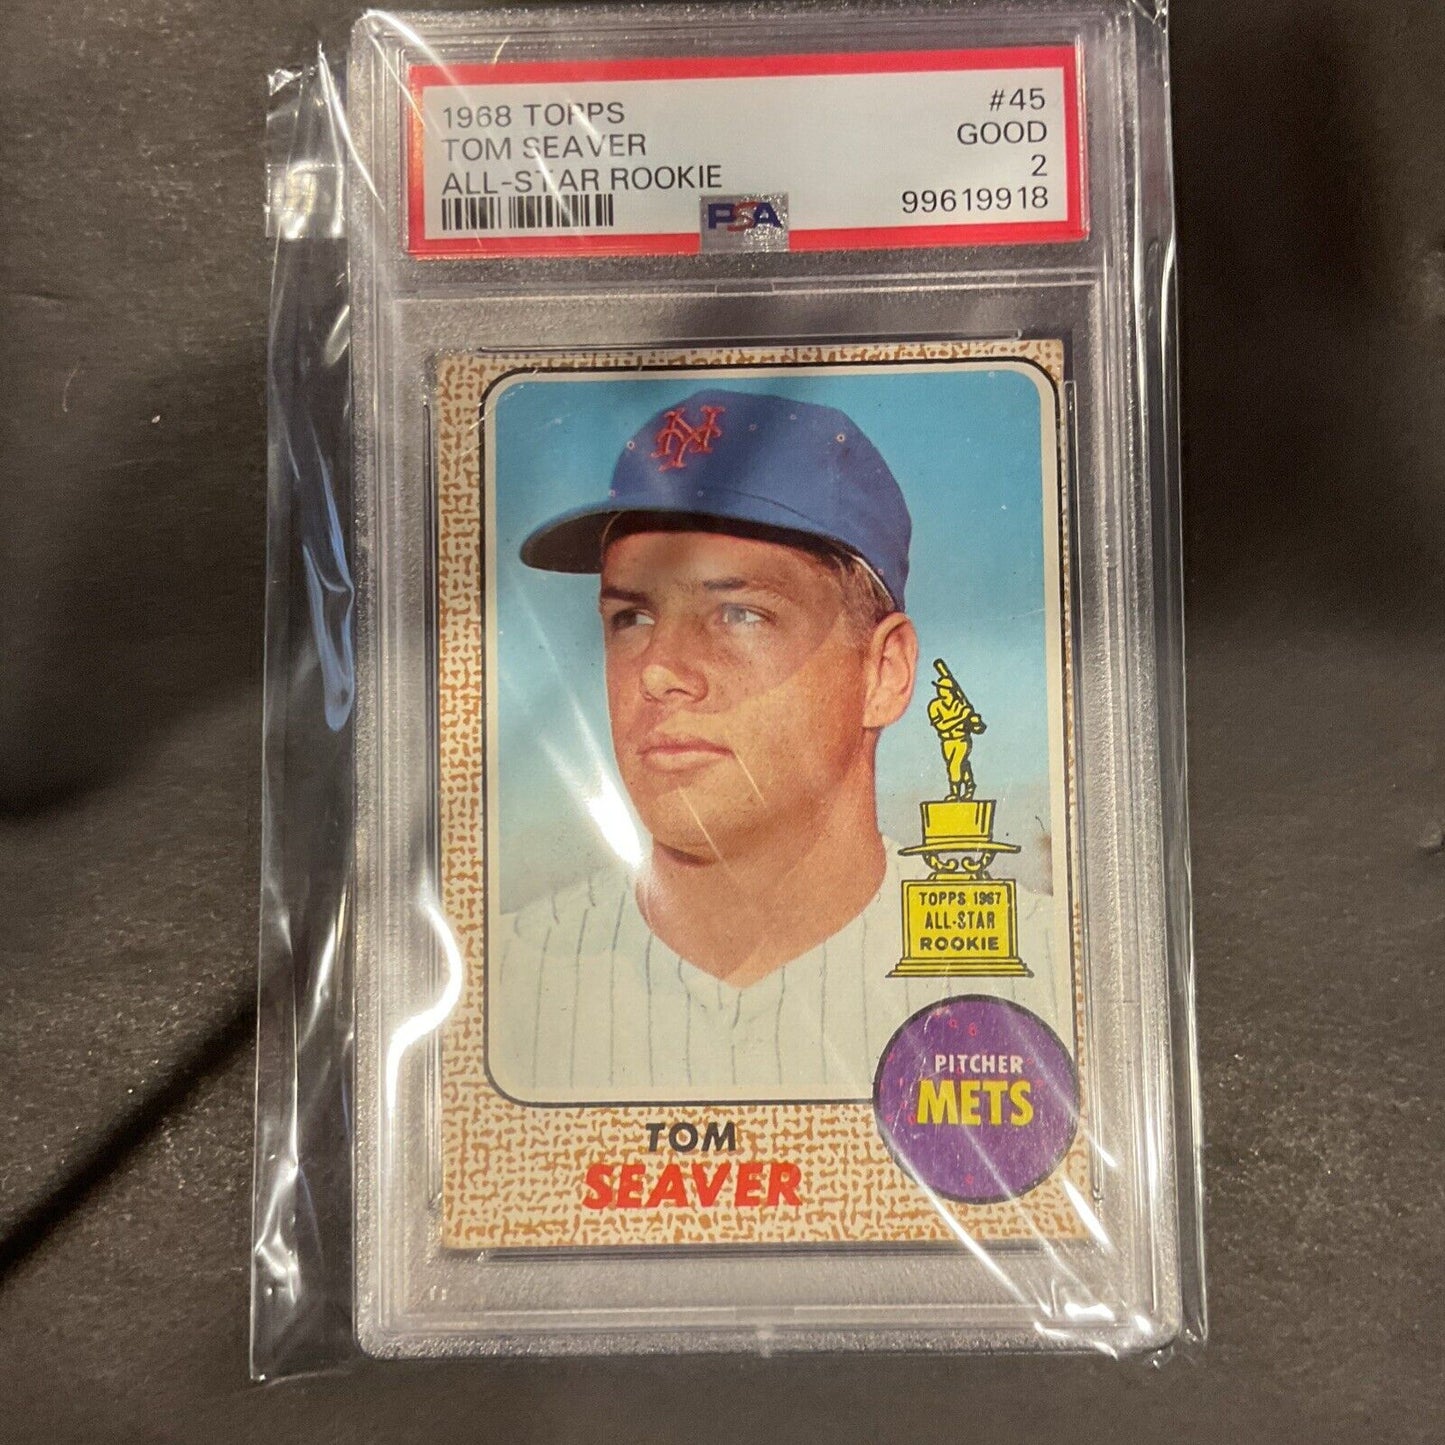 1968 TOPPS
TOM SEAVER
ALL-STAR ROOKIE
#45
GOOD
2
99619918
PSA
NY
TOPPS 1967
ALL-STAR
ROOKIE
PITCHER
METS
TOM
SEAVER